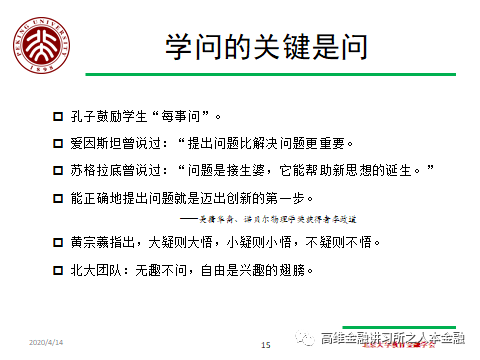 PEKING UNIVERSITY
1898
学问的关键是问
孔子鼓励学生“每事问”。
爱因斯坦曾说过：“提出问题比解决问题更重要。
苏格拉底曾说过：“问题是接生婆，它能帮助新思想的诞生。”
能正确地提出问题就是迈出创新的第一步。
——美籍华裔、诺贝尔物理学奖获得者李政道
黄宗羲指出，大疑则大悟，小疑则小悟，不疑则不悟。
北大团队：无趣不问，自由是兴趣的翅膀。
2020/4/14
15
高维金融讲习所之人本金融